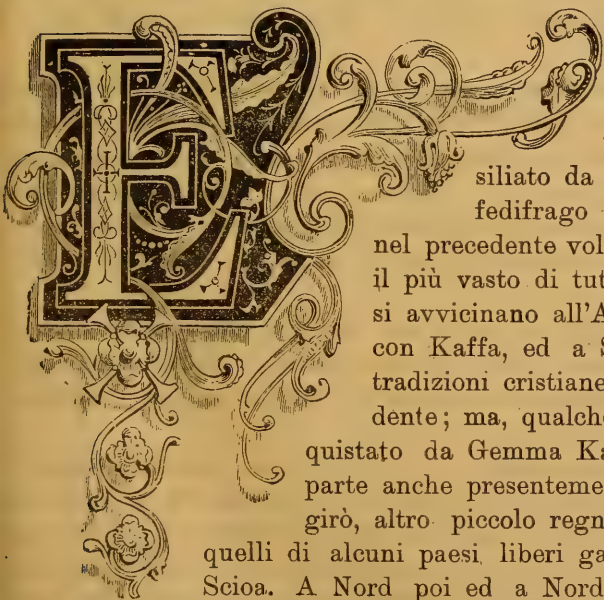 Esiliato da
fedifrago
nel precedente vol
il più vasto di tut
si avvicinano all'A
con Kaffa, ed a S
tradizioni cristiane
dente; ma, qualche
quistato da Gemma Ka
parte anche presenteme
girò, altro piccolo regn
quelli di alcuni paesi liberi ga
Scioa. A Nord poi ed a Nord